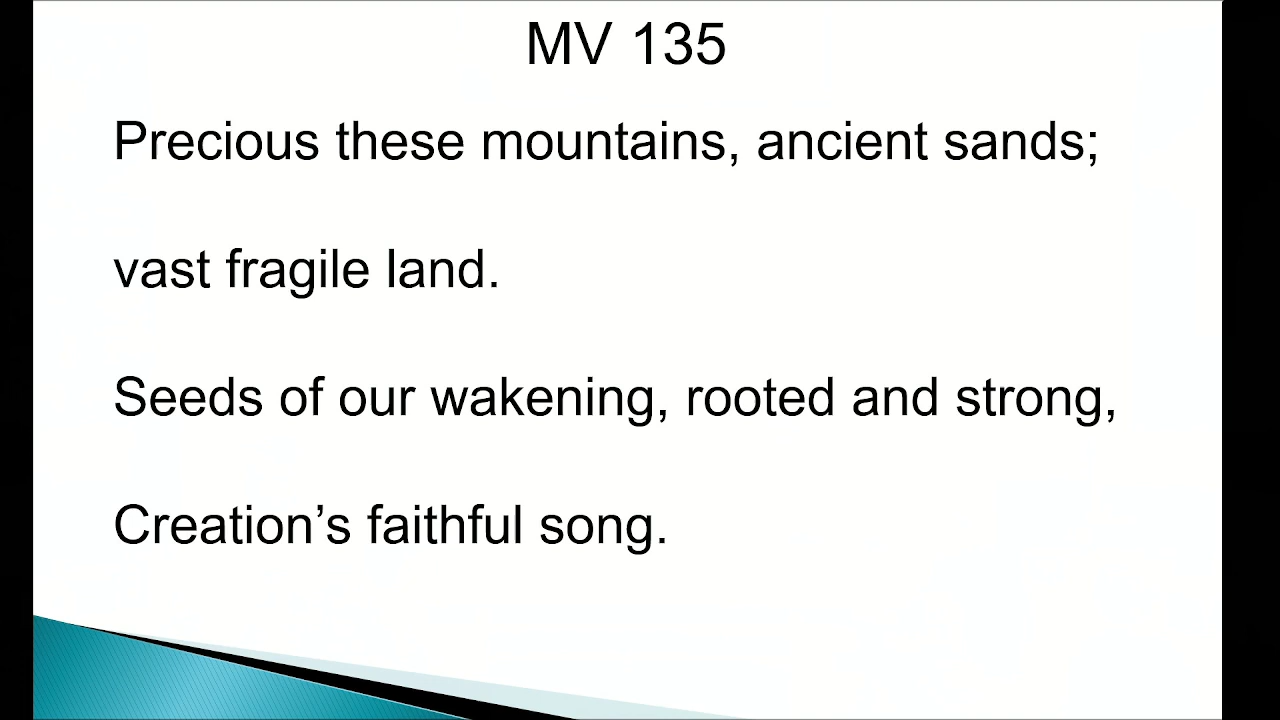 MV 135
Precious these mountains, ancient sands;
vast fragile land.
Seeds of our wakening, rooted and strong,
Creation’s faithful song.